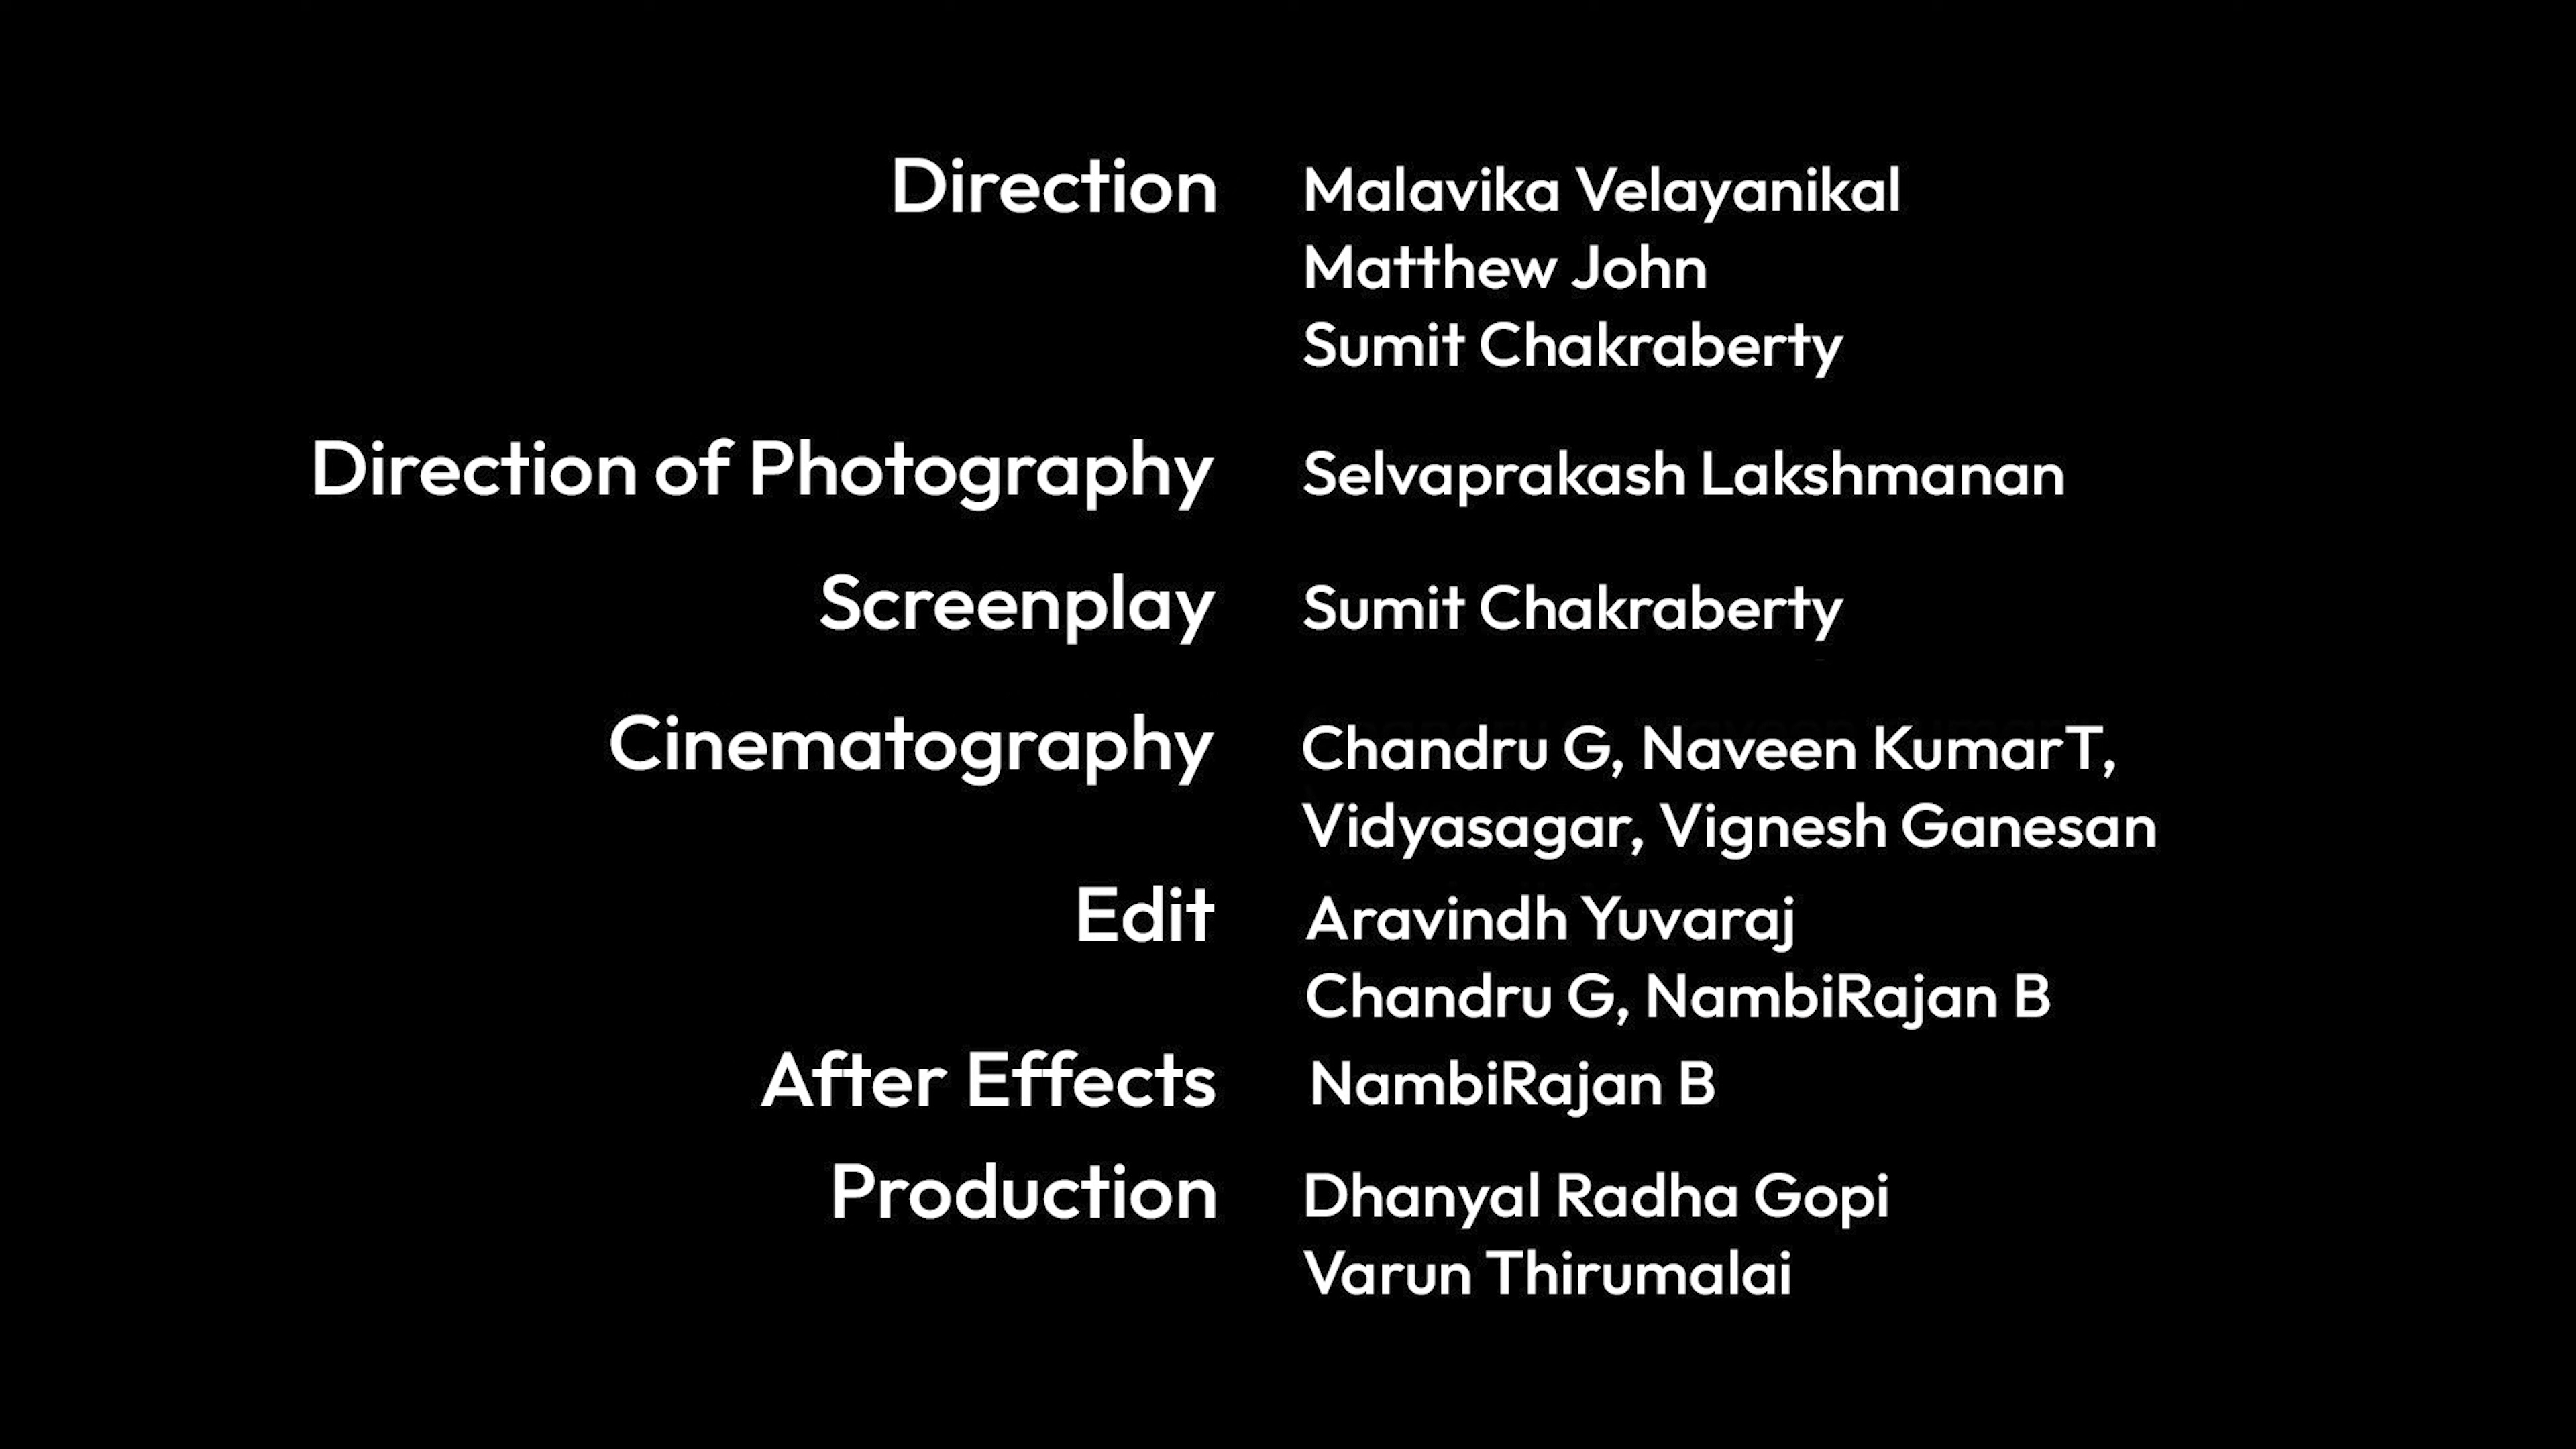 Direction Malavika Velayanikal
Matthew John
Sumit Chakraberty
Direction of Photography Selvaprakash Lakshmanan
Screenplay Sumit Chakraberty
Cinematography Chandru G, Naveen KumarT,
Vidyasagar, Vignesh Ganesan
Edit Aravindh Yuvaraj
Chandru G, NambiRajan B
After Effects NambiRajan B
Production Dhanyal Radha Gopi
Varun Thirumalai